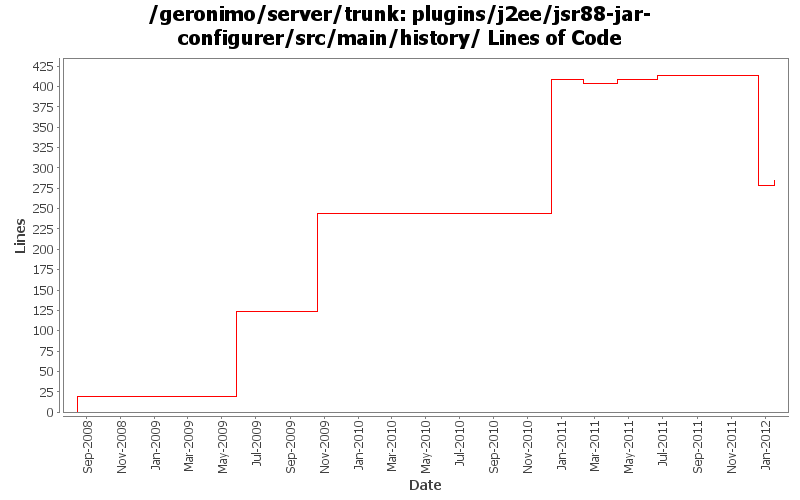 /geronimo/server/trunk: plugins/j2ee/jsr88-jar-
configurer/src/main/history/ Lines of Code
425
400
375
350
325
300
275
250
225
200
175
150
125
100
75
50
25
0
Lines
Sep-2008
Nov-2008
Jan-2009
Mar-2009
May-2009
Jul-2009
Sep-2009
Nov-2009
Jan-2010
Mar-2010
May-2010
Jul-2010
Sep-2010
Nov-2010
Jan-2011
Mar-2011
May-2011
Jul-2011
Sep-2011
Nov-2011
Jan-2012
Date